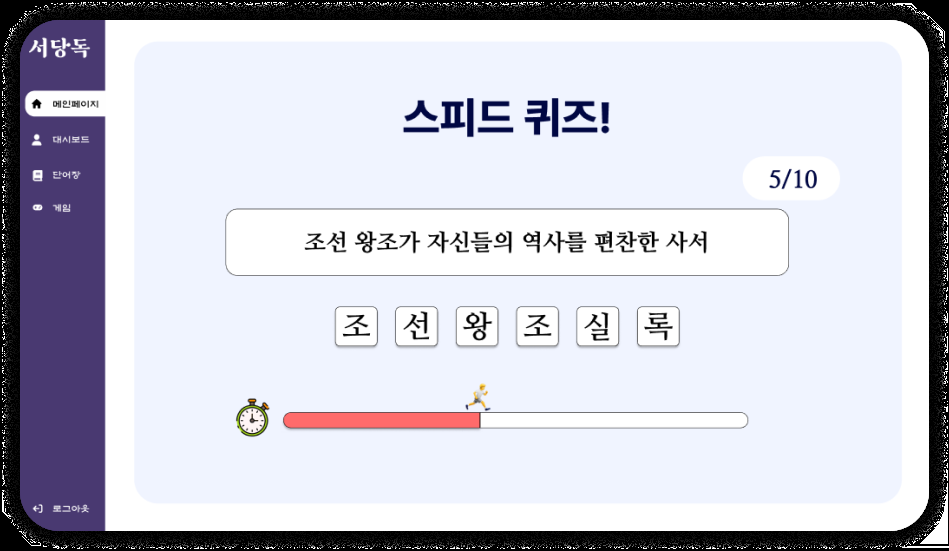 서당독
메인페이지
대시보드
단어장
게임
로그아웃
스피드 퀴즈!
5/10
조선 왕조가 자신들의 역사를 편찬한 사서
조 선 왕 조 실 록